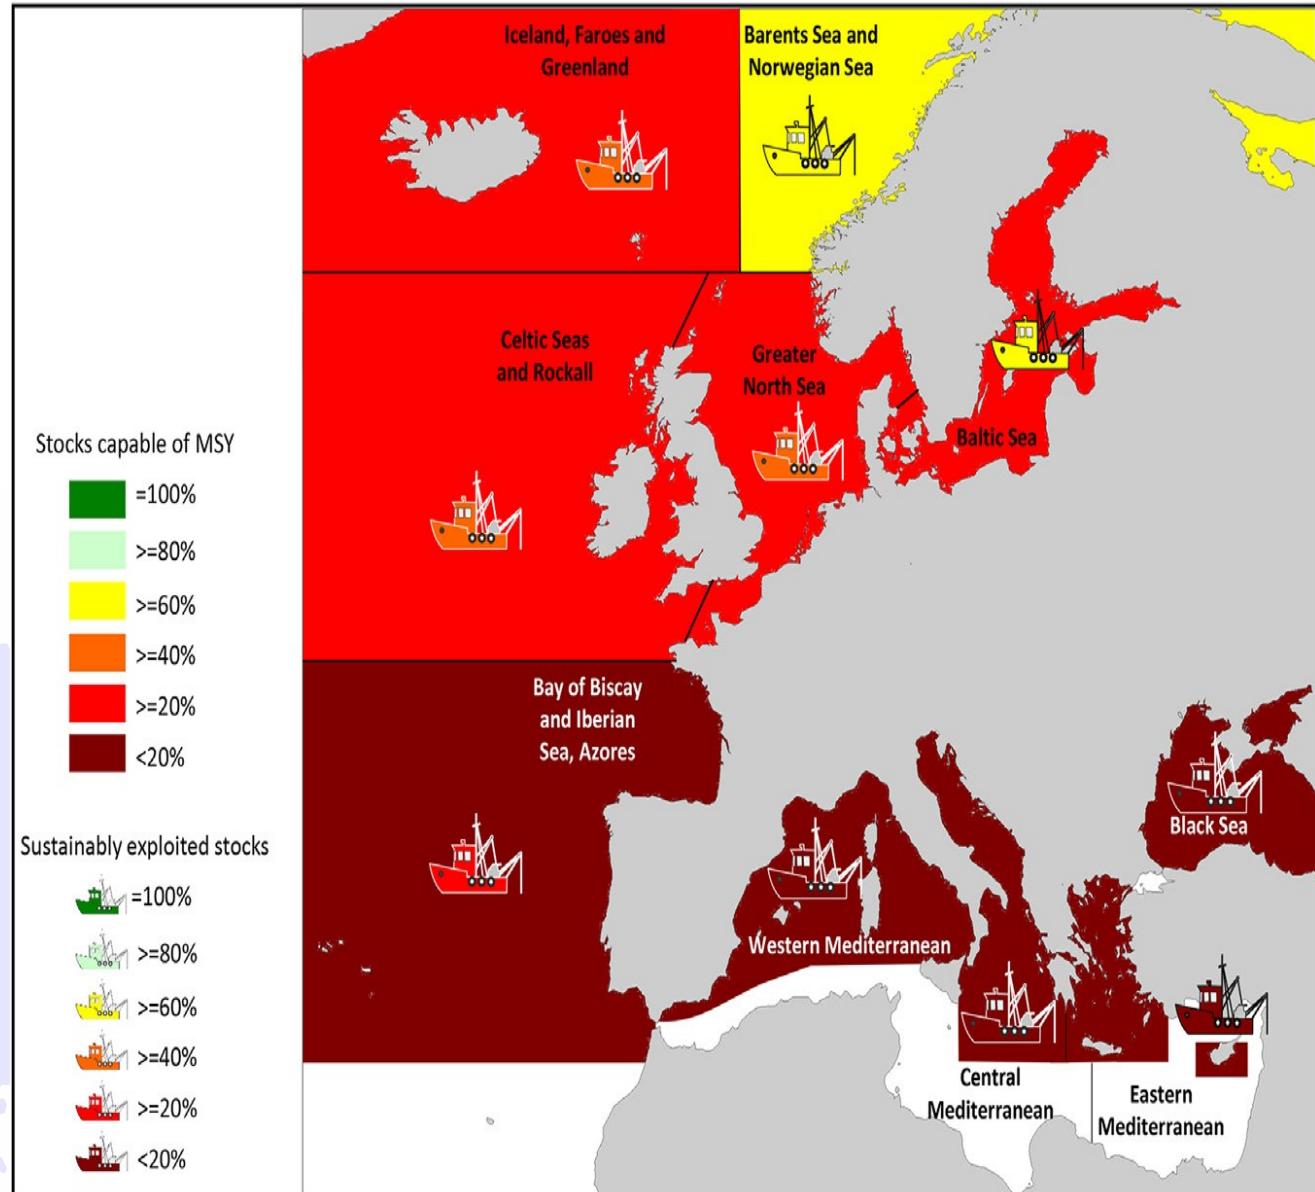 Iceland, Faroes and
Greenland
Barents Sea and
Norwegian Sea
Celtic Seas
and Rockall
Greater
North Sea
Baltic Sea
Stocks capable of MSY
=100%
>=80%
>=60%
>=40%
>=20%
<20%
Bay of Biscay
and Iberian
Sea, Azores
Black Sea
Sustainably exploited stocks
=100%
>=80%
>=60%
>=40%
>=20%
<20%
Western Mediterranean
Central
Mediterranean
Eastern
Mediterranean